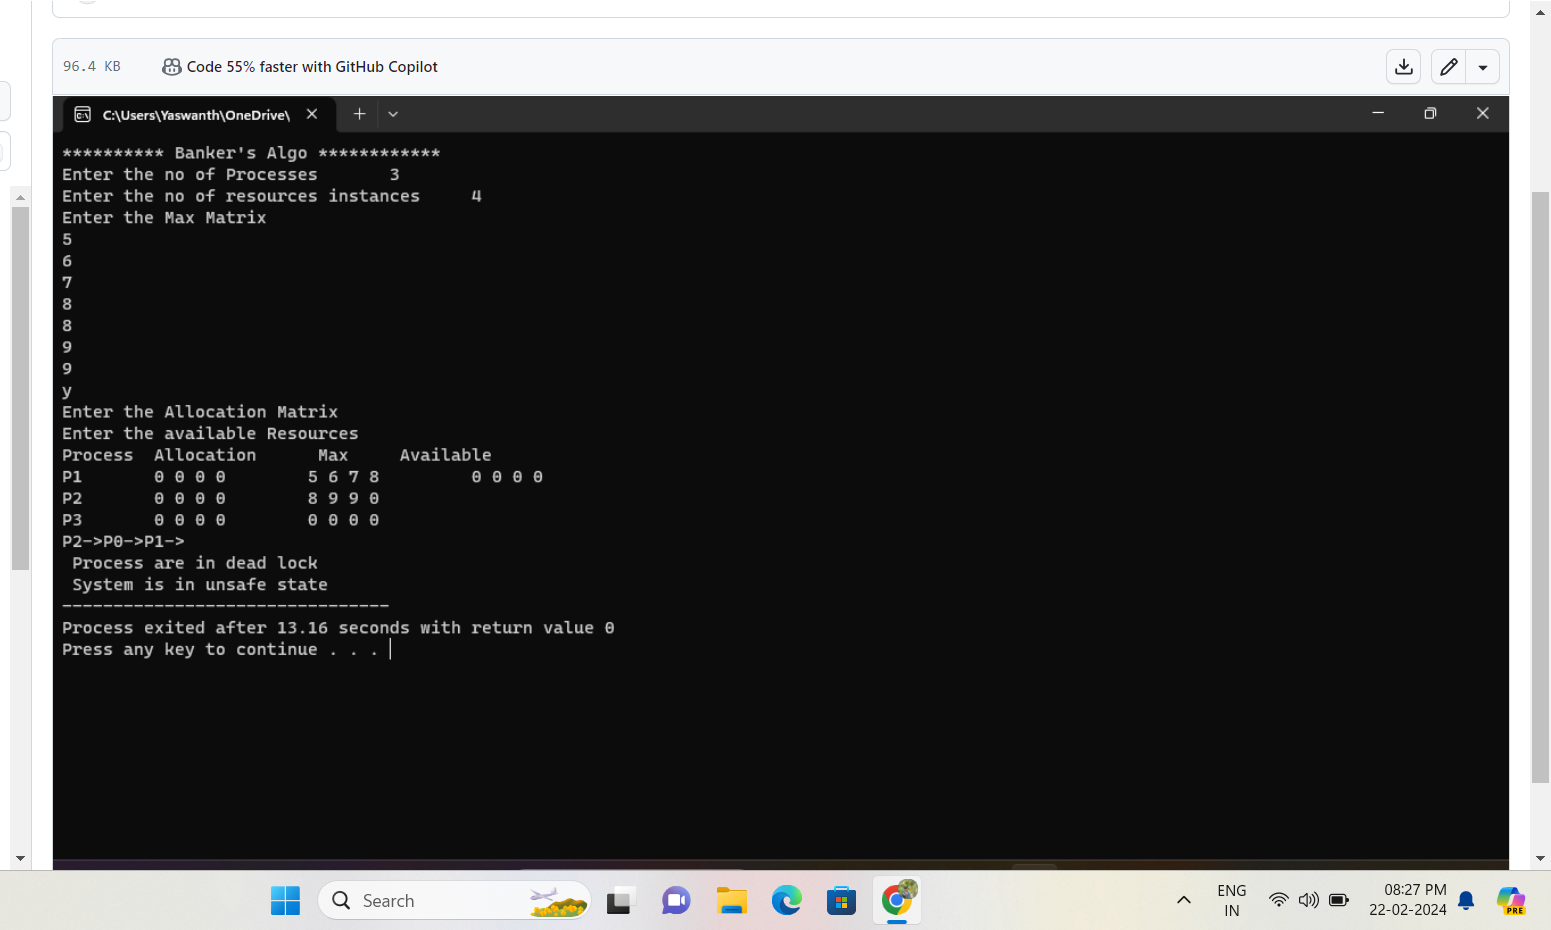 96.4 KB Code 55% faster with GitHub Copilot
C:\Users\Yaswanth\OneDrive\
********** Banker's Algo ************
Enter the no of Processes 3
Enter the no of resources instances 4
Enter the Max Matrix
5
6
7
8
8
9
9
y
Enter the Allocation Matrix
Enter the available Resources
Process Allocation Max Available
P1 0 0 0 0 5 6 7 8 0 0 0 0
P2 0 0 0 0 8 9 9 0
P3 0 0 0 0 0 0 0 0
P2->P0->P1->
Process are in dead lock
System is in unsafe state
--------------------------------
Process exited after 13.16 seconds with return value 0
Press any key to continue . . .
Search
ENG
IN
08:27 PM
22-02-2024
PRE